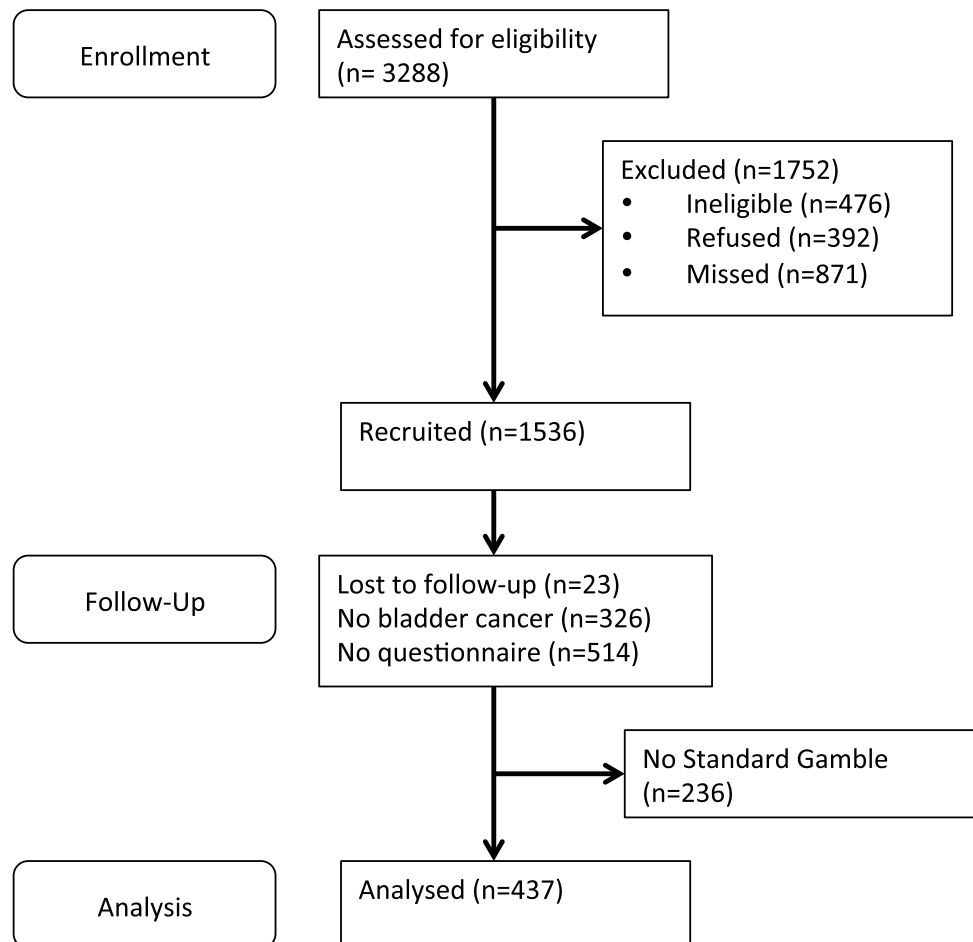 Enrollment
Assessed for eligibility
(n= 3288)
Excluded (n=1752)
• Ineligible (n=476)
• Refused (n=392)
• Missed (n=871)
Recruited (n=1536)
Follow-Up
Lost to follow-up (n=23)
No bladder cancer (n=326)
No questionnaire (n=514)
No Standard Gamble
(n=236)
Analysis
Analysed (n=437)